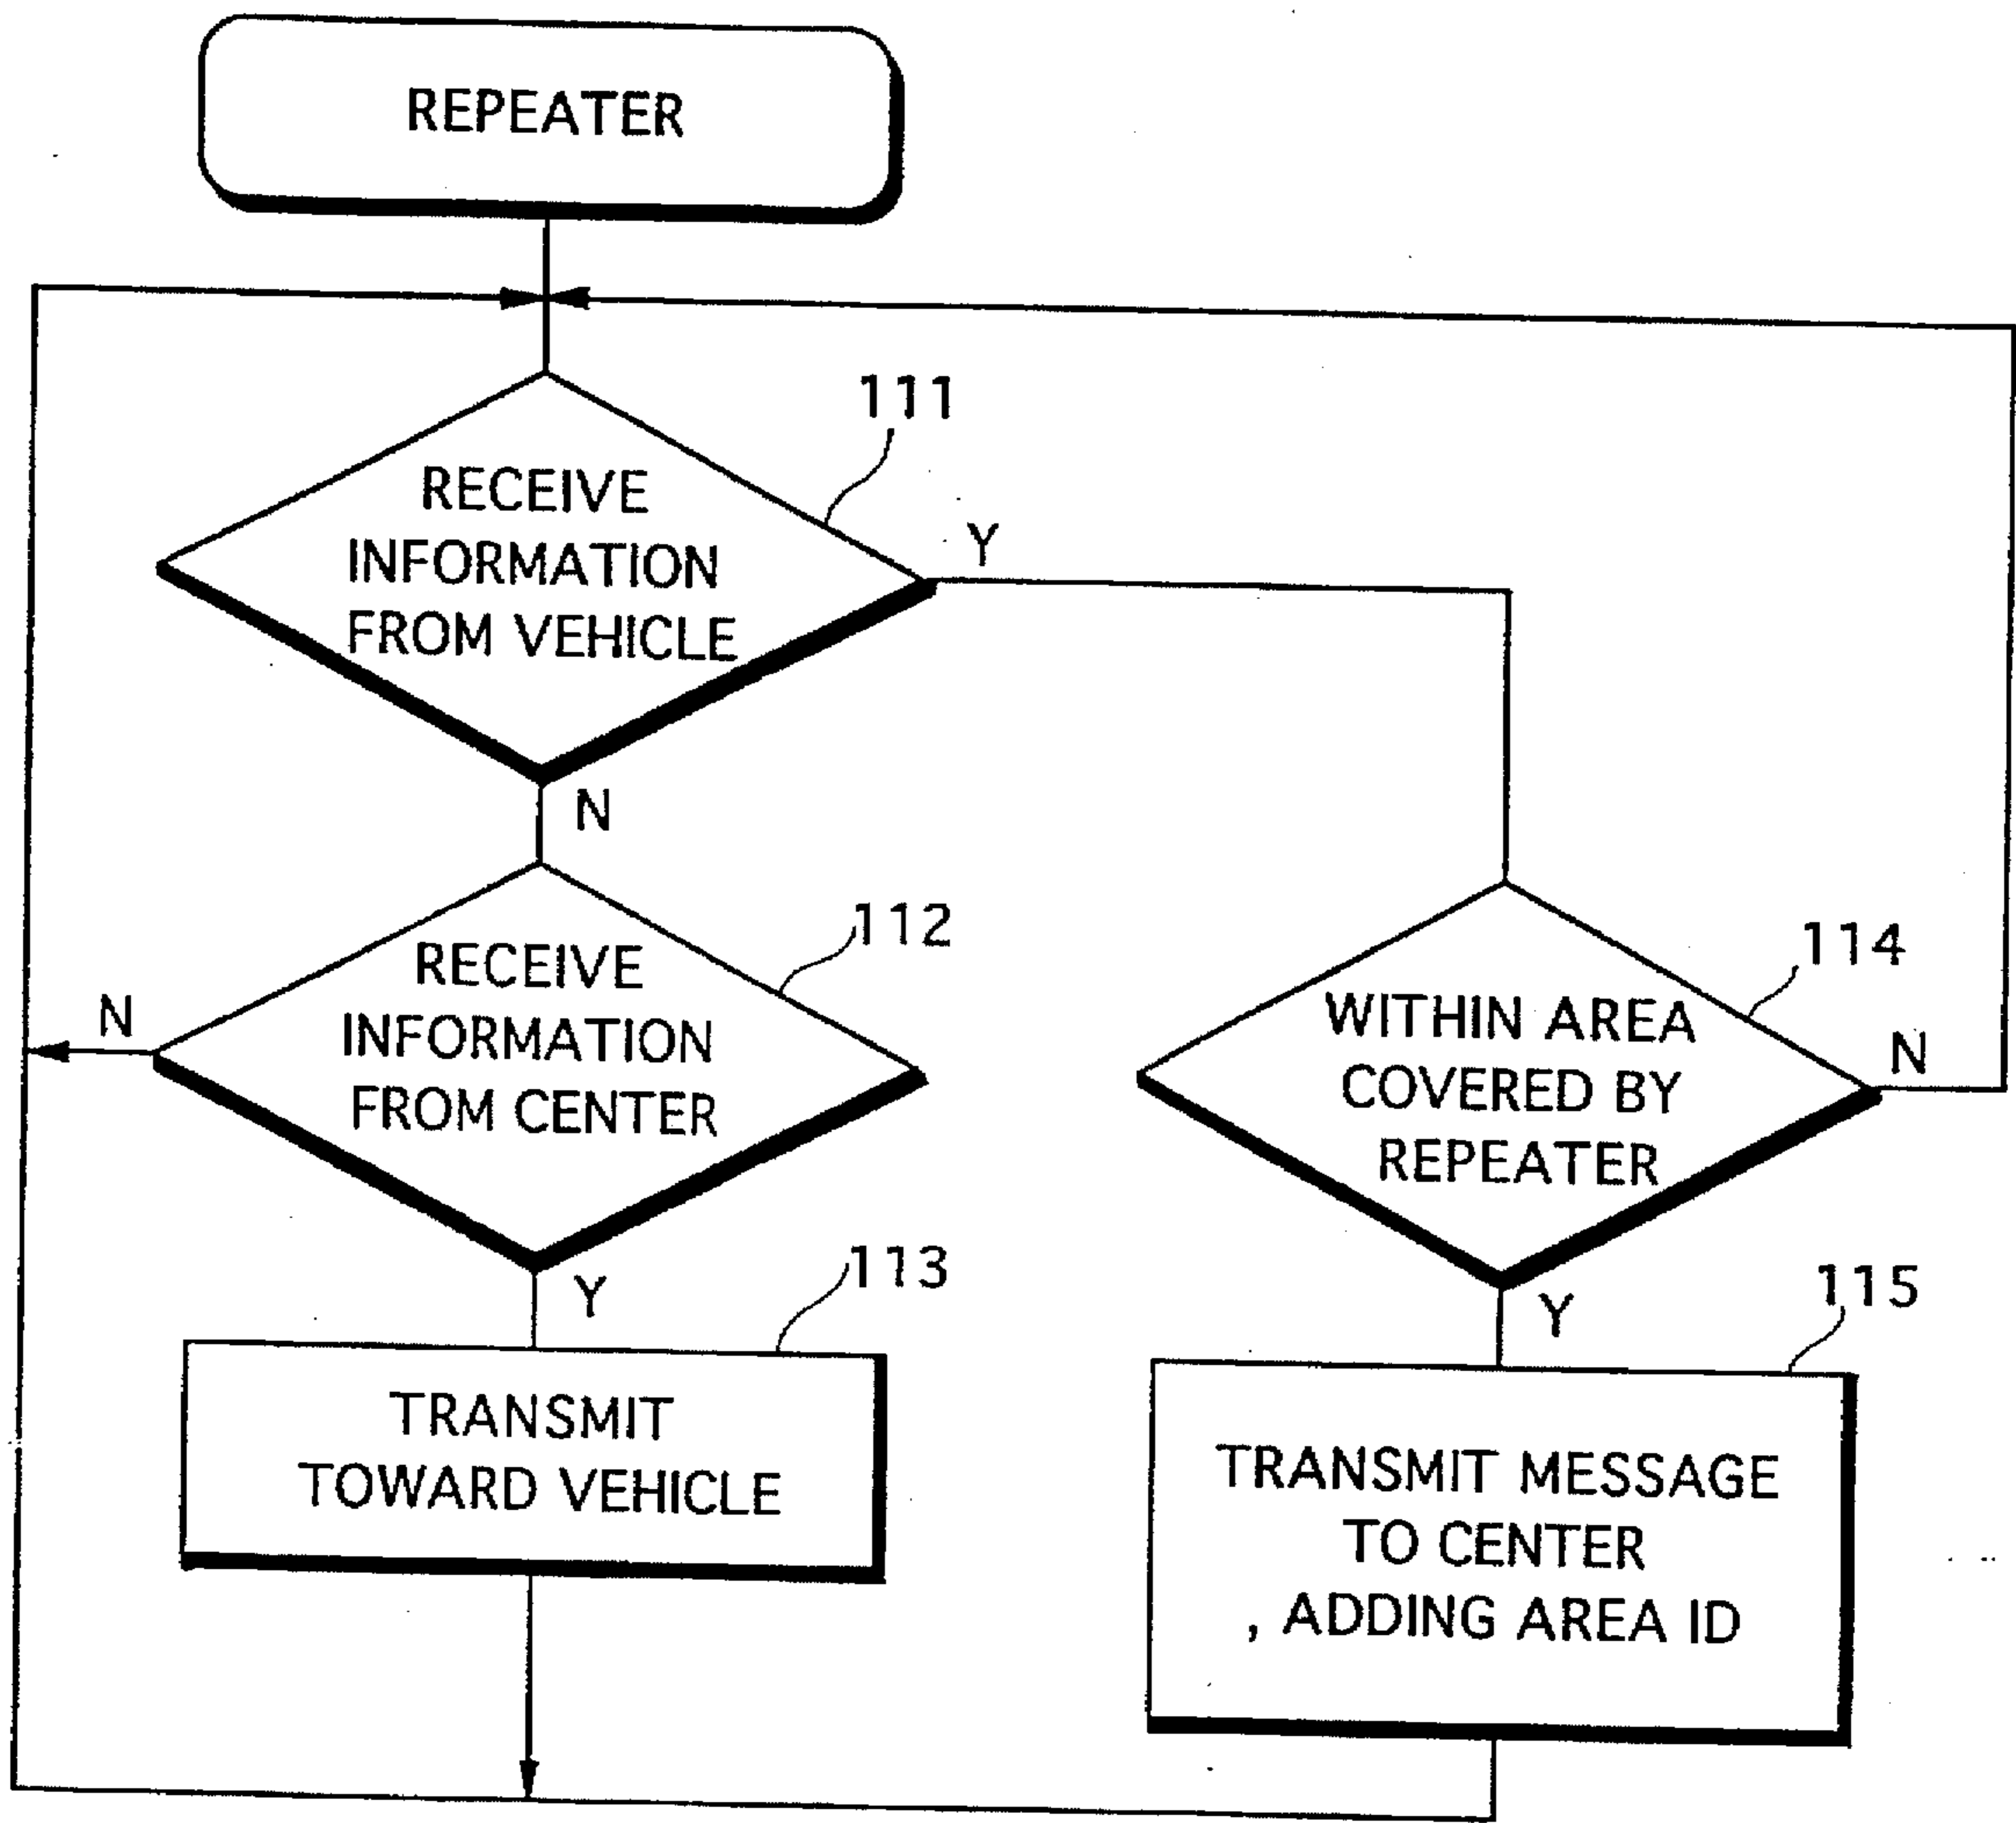 REPEATER
111
RECEIVE
INFORMATION
FROM VEHICLE
Y
N
112
RECEIVE
INFORMATION
FROM CENTER
N
Y
114
WITHIN AREA
COVERED BY
REPEATER
N
Y
113
TRANSMIT
TOWARD VEHICLE
115
TRANSMIT MESSAGE
TO CENTER
, ADDING AREA ID